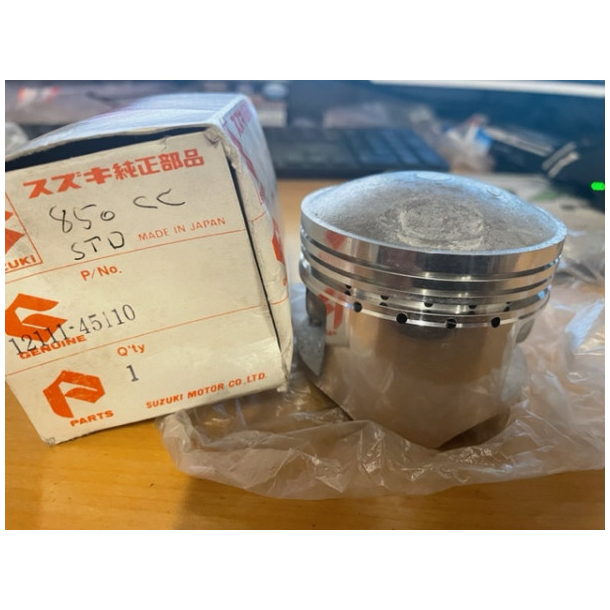 スズキ純正部品
850 cc
STD
MADE IN JAPAN
SUZUKI
P/No.
12111-45110
GENUINE
Q'ty
1
PARTS
SUZUKI MOTOR CO., LTD.